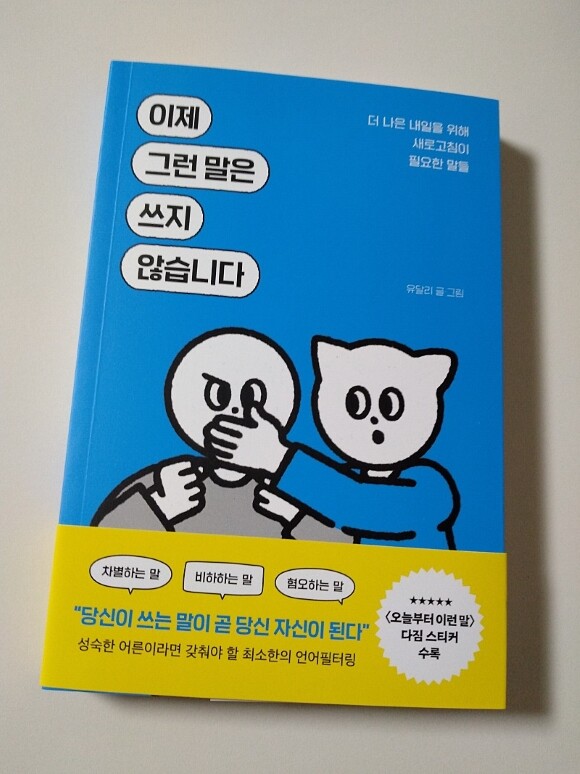 이제
그런 말은
쓰지
않습니다
더 나은 내일을 위해
새로고침이
필요한 말들
유달리 글·그림
차별하는 말
비하하는 말
혐오하는 말
"당신이 쓰는 말이 곧 당신 자신이 된다"
성숙한 어른이라면 갖춰야 할 최소한의 언어필터링
★★★★★
〈오늘부터 이런 말〉
다짐 스티커
수록